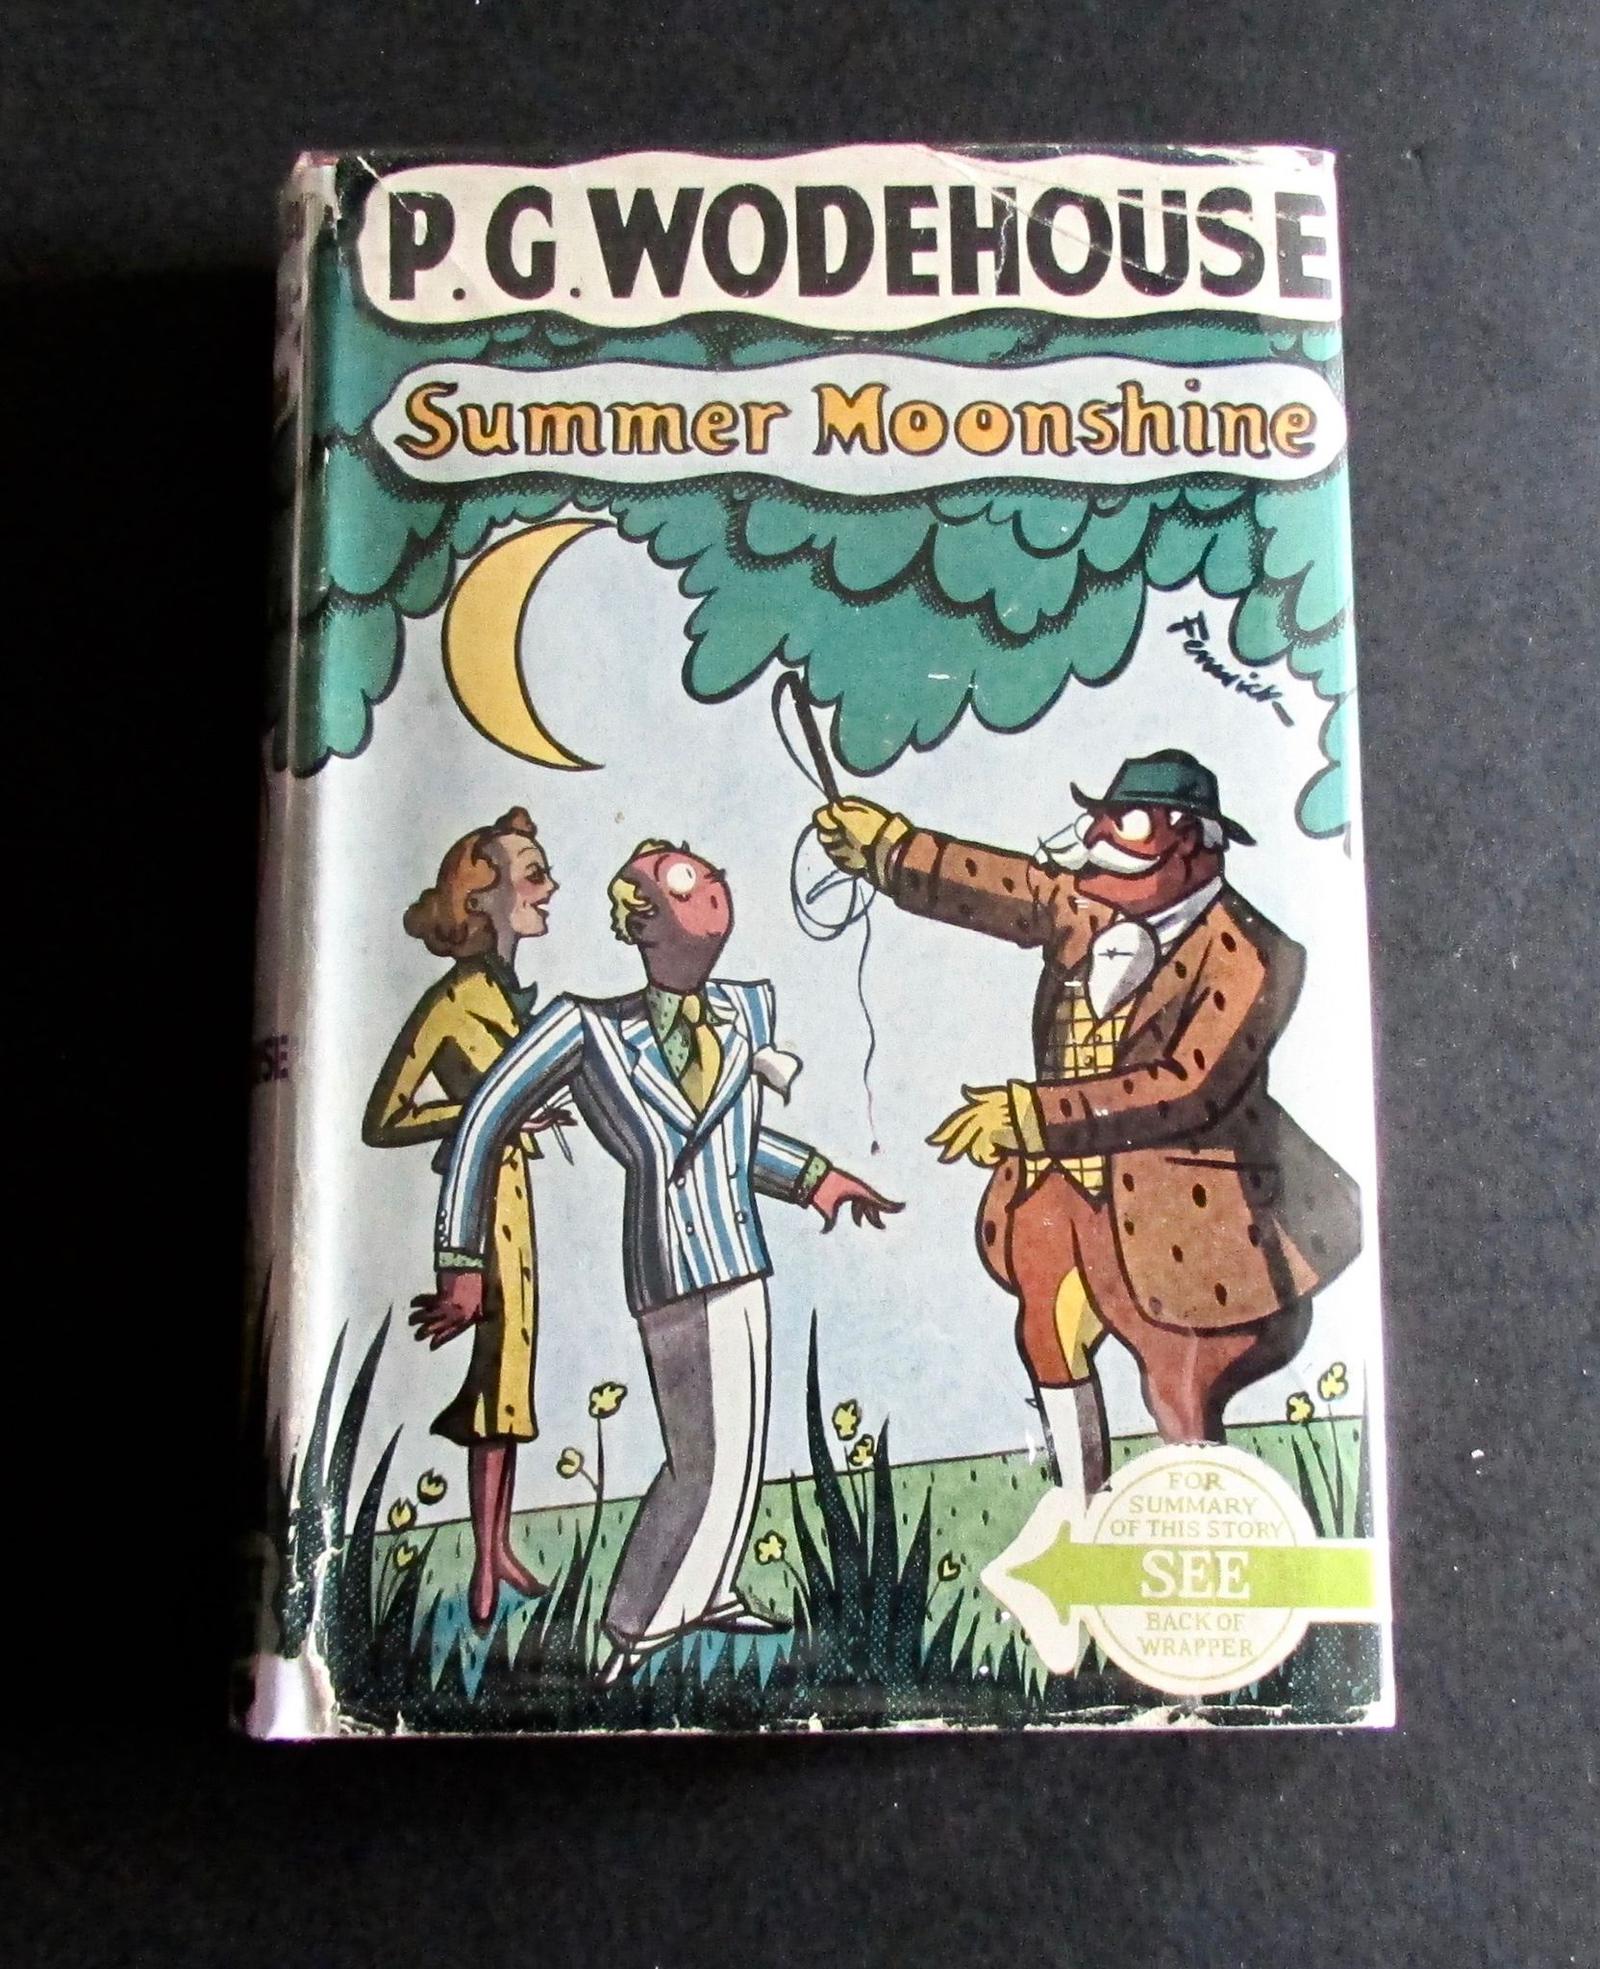 P. G. WODEHOUSE
Summer Moonshine
Fenwick
FOR
SUMMARY
OF THIS STORY
SEE
BACK OF
WRAPPER